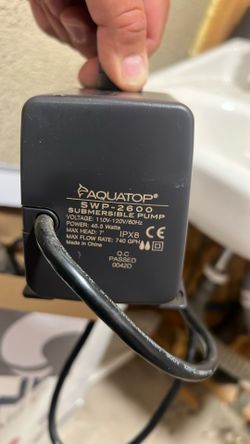 AQUATOP®
SWP-2600
SUBMERSIBLE PUMP
VOLTAGE: 110V-120V/60Hz
POWER: 45.5 Watts
MAX HEAD: 7' IPX8 CE
MAX FLOW RATE: 740 GPH
Made in China
Q.C
PASSED
0042D